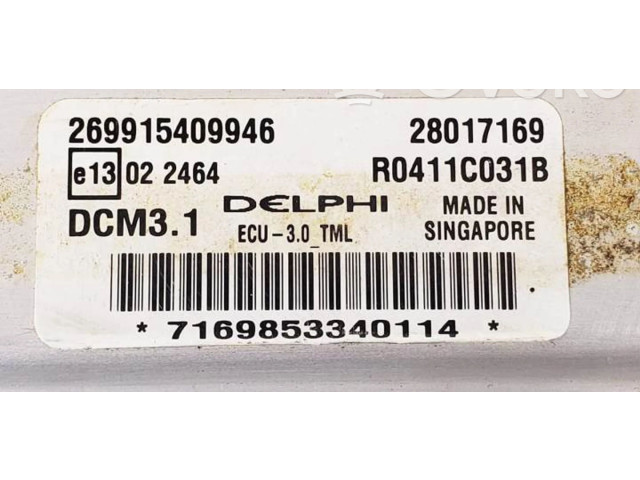 269915409946 28017169
e13 02 2464 R0411C031B
DCM3.1 DELPHI MADE IN
ECU-3.0_TML SINGAPORE
* 7169853340114 *